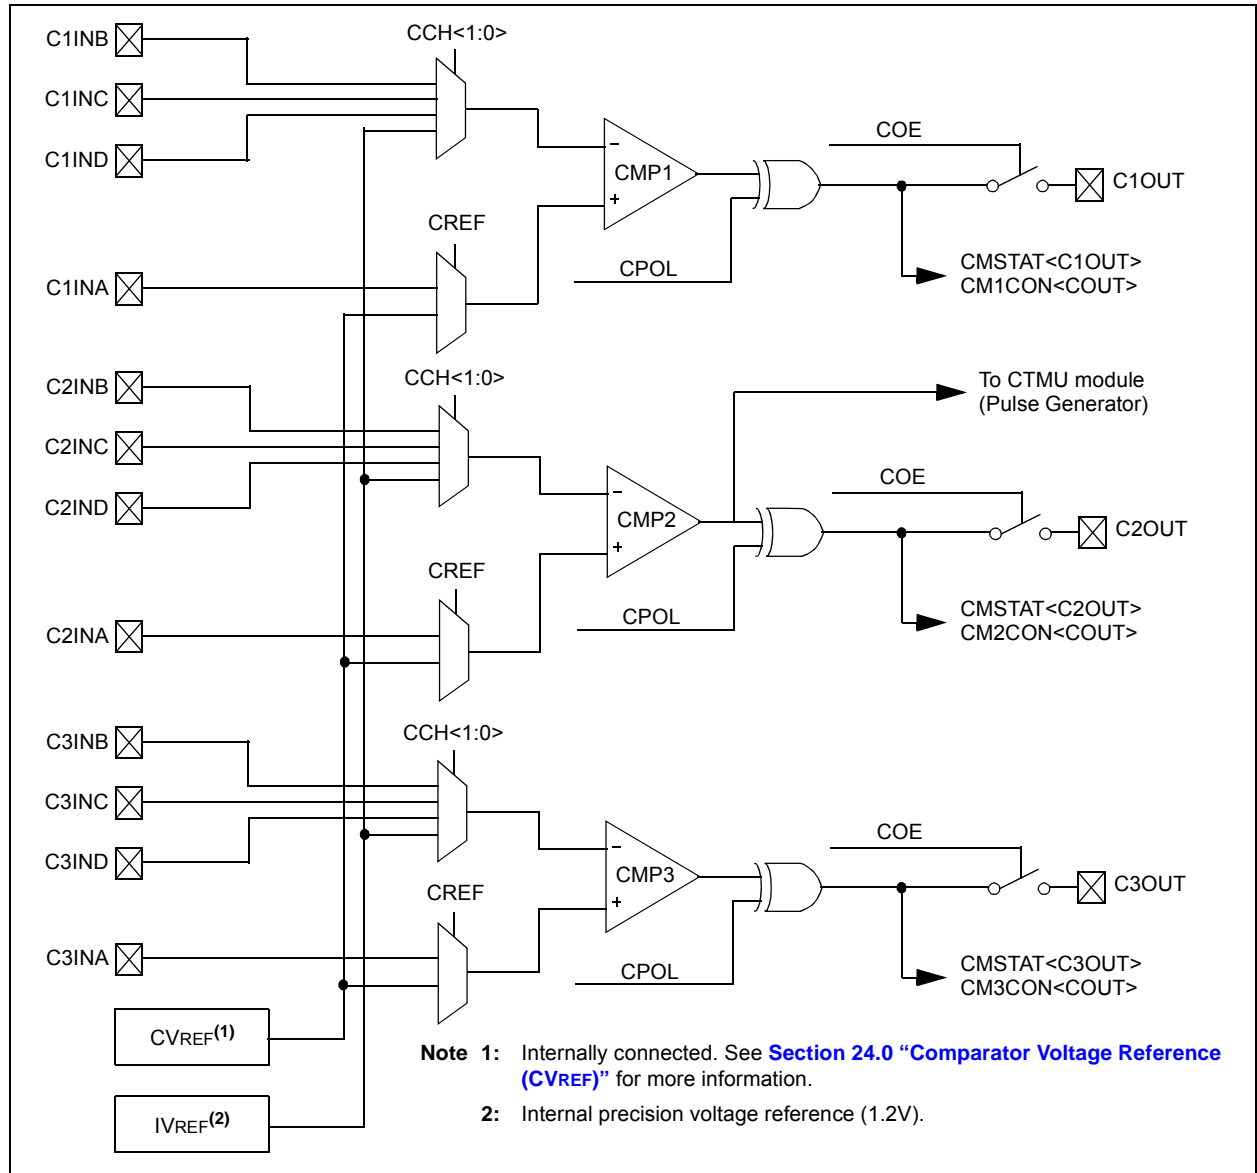 C1INB
CCH<1:0>
C1INC
C1IND
COE
−
CMP1
+
C1OUT
CREF
C1INA
CPOL
CMSTAT<C1OUT>
CM1CON<COUT>
C2INB
CCH<1:0>
To CTMU module
(Pulse Generator)
C2INC
C2IND
COE
−
CMP2
+
C2OUT
CREF
C2INA
CPOL
CMSTAT<C2OUT>
CM2CON<COUT>
C3INB
CCH<1:0>
C3INC
C3IND
COE
−
CMP3
+
C3OUT
CREF
C3INA
CPOL
CMSTAT<C3OUT>
CM3CON<COUT>
CVREF(1)
IVREF(2)
Note 1: Internally connected. See Section 24.0 “Comparator Voltage Reference
(CVREF)” for more information.
2: Internal precision voltage reference (1.2V).